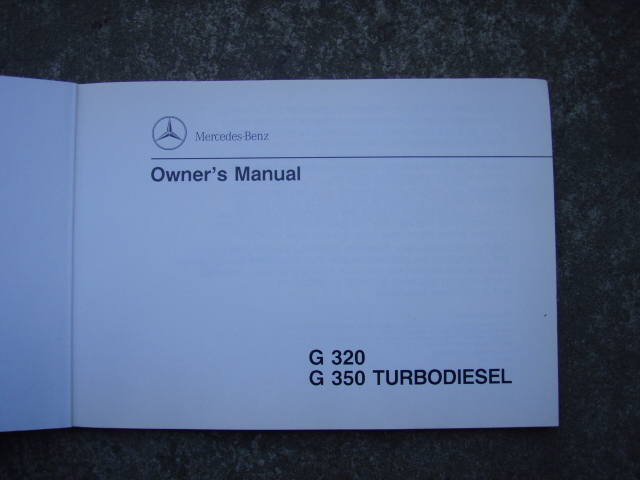 Mercedes-Benz
Owner's Manual
G 320
G 350 TURBODIESEL